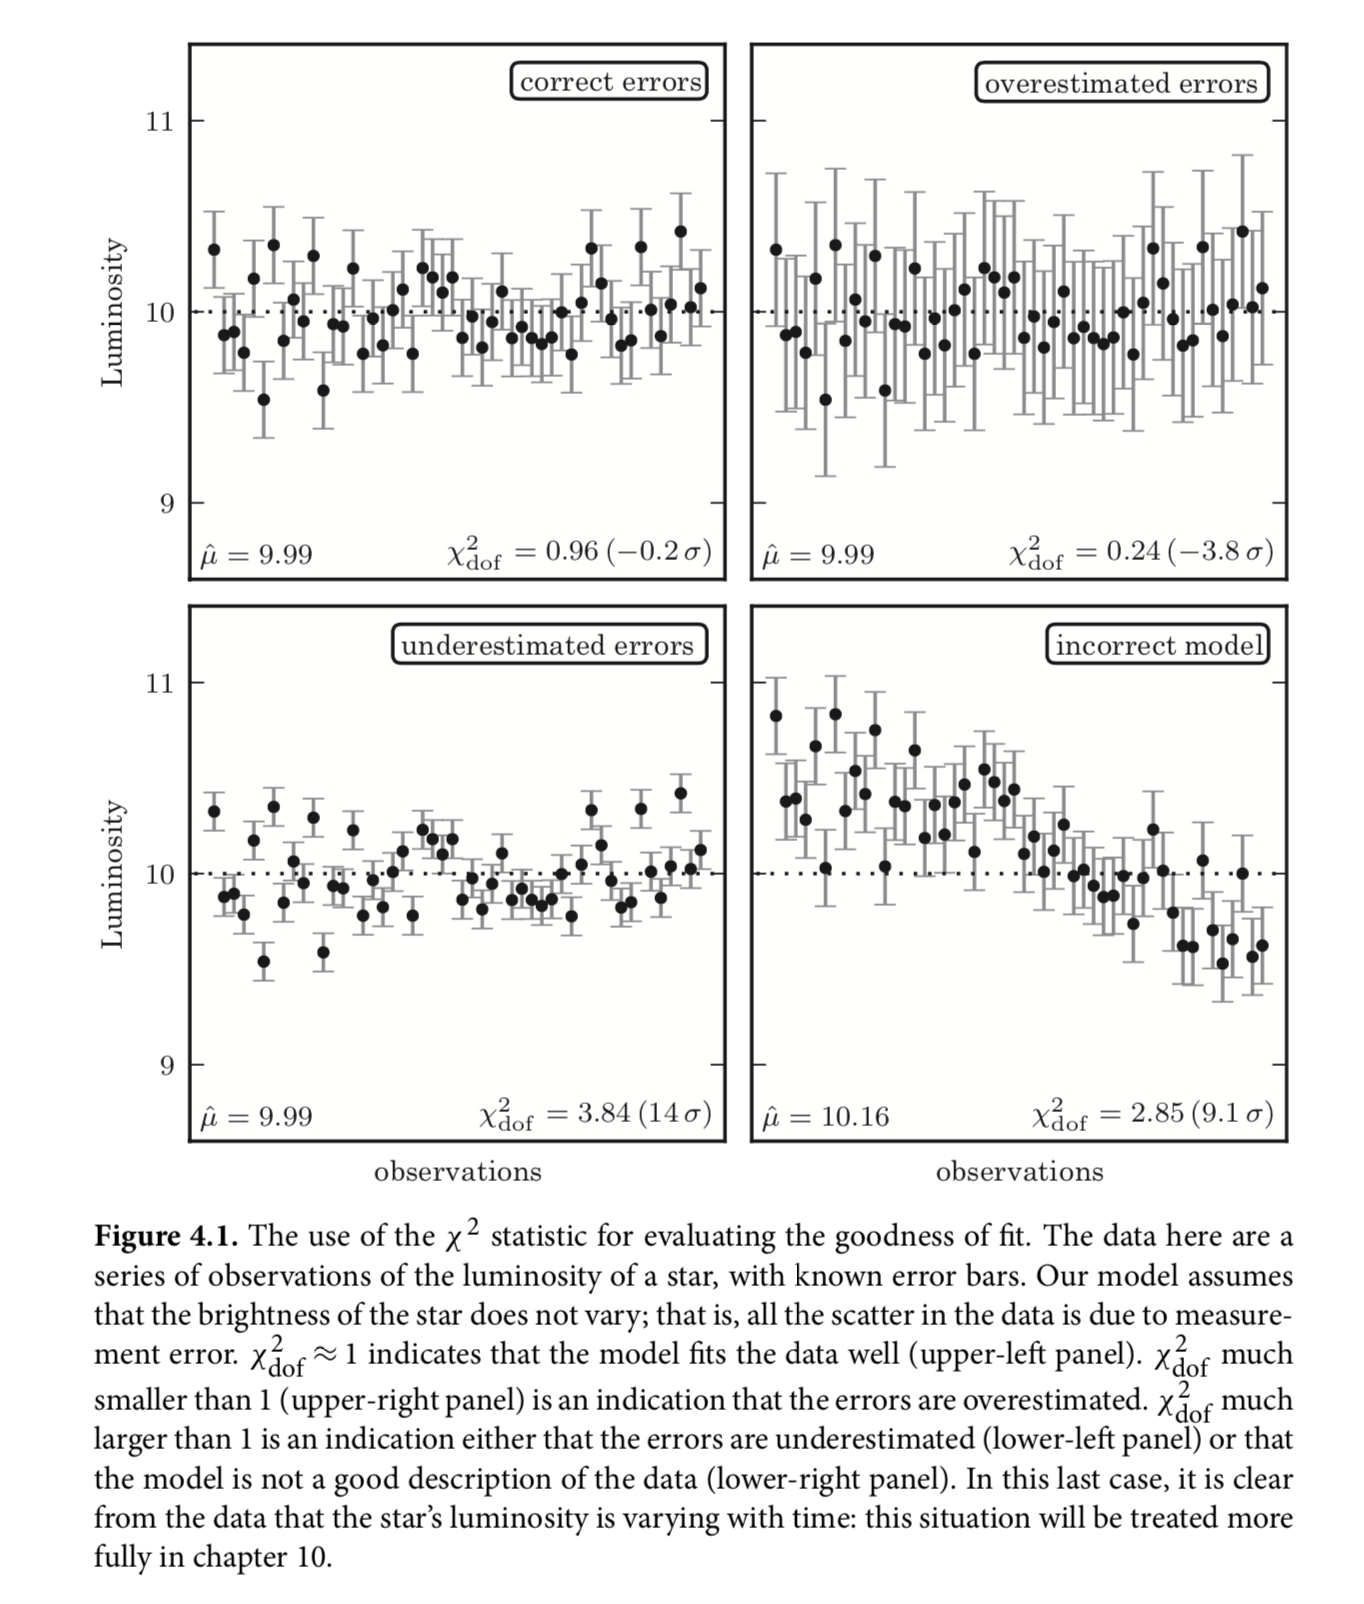 correct errors
11
10
9
Luminosity
μ̂ = 9.99
χ²dof = 0.96 (−0.2 σ)
overestimated errors
μ̂ = 9.99
χ²dof = 0.24 (−3.8 σ)
underestimated errors
11
10
9
Luminosity
μ̂ = 9.99
χ²dof = 3.84 (14 σ)
observations
incorrect model
μ̂ = 10.16
χ²dof = 2.85 (9.1 σ)
observations
Figure 4.1. The use of the χ² statistic for evaluating the goodness of fit. The data here are a
series of observations of the luminosity of a star, with known error bars. Our model assumes
that the brightness of the star does not vary; that is, all the scatter in the data is due to measure-
ment error. χ²dof ≈ 1 indicates that the model fits the data well (upper-left panel). χ²dof much
smaller than 1 (upper-right panel) is an indication that the errors are overestimated. χ²dof much
larger than 1 is an indication either that the errors are underestimated (lower-left panel) or that
the model is not a good description of the data (lower-right panel). In this last case, it is clear
from the data that the star’s luminosity is varying with time: this situation will be treated more
fully in chapter 10.